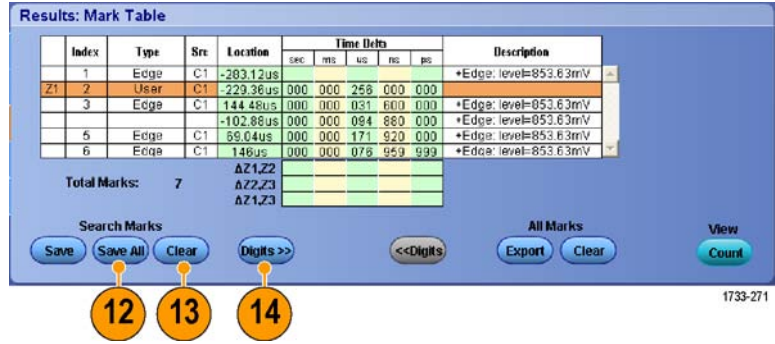 Results: Mark Table
Index Type Src Location Time Delta Description
sec ms us ns ps
1 Edge C1 -283.12us +Edge: level=853.63mV
Z1 2 User C1 -229.36us 000 000 256 000 000
3 Edge C1 144.48us 000 000 031 600 000 +Edge: level=853.63mV
-102.88us 000 000 094 880 000 +Edge: level=853.63mV
5 Edge C1 69.04us 000 000 171 920 000 +Edge: level=853.63mV
6 Edge C1 146us 000 000 076 959 999 +Edge: level=853.63mV
Total Marks: 7
ΔZ1,Z2
ΔZ2,Z3
ΔZ1,Z3
Search Marks All Marks View
Save Save All Clear Digits >> <<Digits Export Clear Count
12 13 14
1733-271